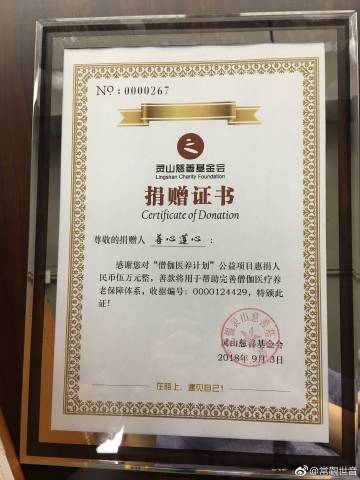 №:0000267
灵山慈善基金会
Lingshan Charity Foundation
捐赠证书
Certificate of Donation
尊敬的捐赠人 善心莲心 :
感谢您对“僧伽医养计划”公益项目惠捐人
民币伍万元整,善款将用于帮助完善僧伽医疗养
老保障体系,收据编号:0000124429,特颁此
证!
灵山慈善基金会
2018年9月3日
在路上,遇见自己!
@常觀世音